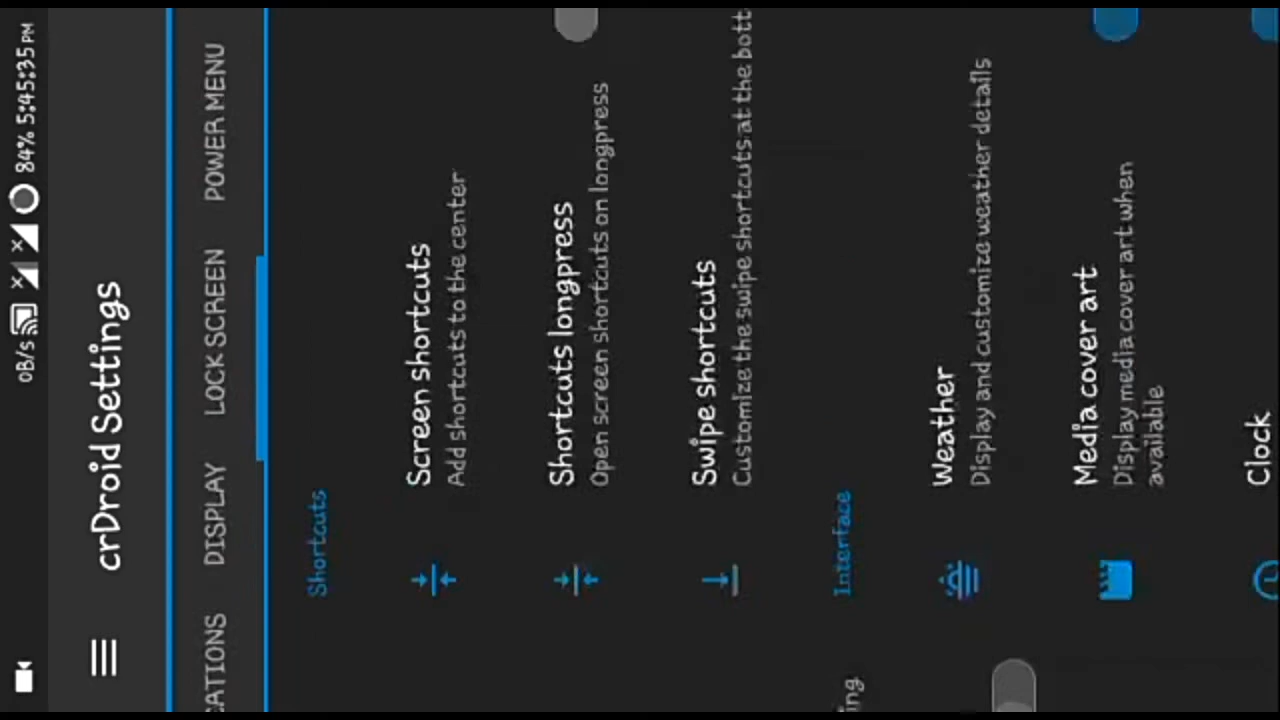 0B/s 84% 5:45:35 PM
crDroid Settings
CATIONS DISPLAY LOCK SCREEN POWER MENU
Shortcuts
Screen shortcuts
Add shortcuts to the center
Shortcuts longpress
Open screen shortcuts on longpress
Swipe shortcuts
Customize the swipe shortcuts at the bott
Interface
ing
Weather
Display and customize weather details
Media cover art
Display media cover art when
available
Clock